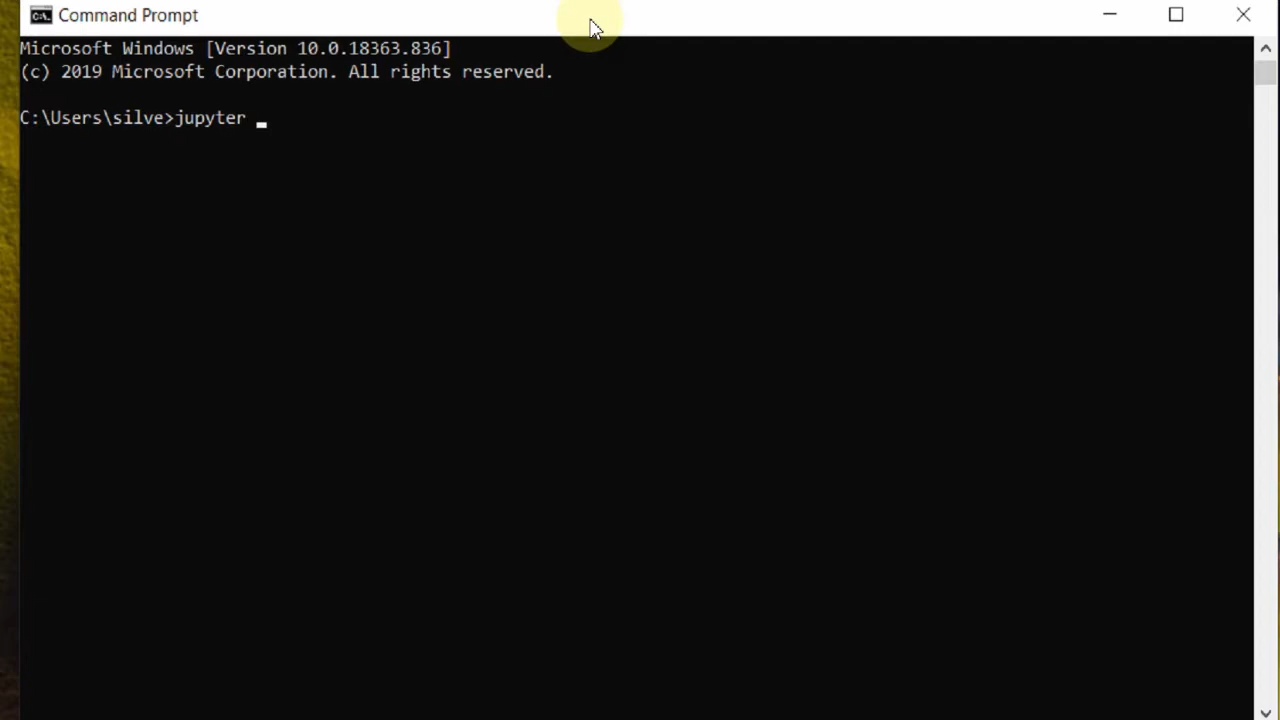 Command Prompt
Microsoft Windows [Version 10.0.18363.836]
(c) 2019 Microsoft Corporation. All rights reserved.
C:\Users\silve>jupyter